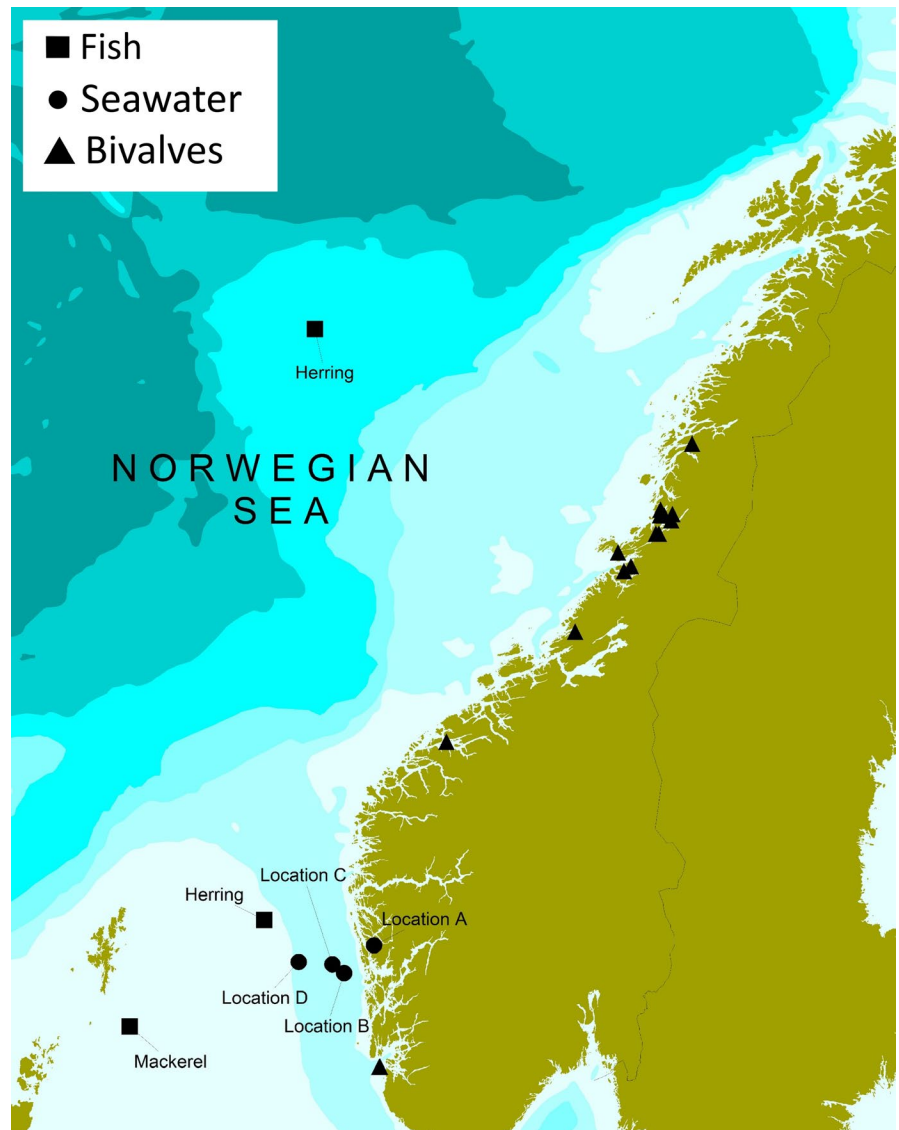 Fish
Seawater
Bivalves
Herring
NORWEGIAN
SEA
Location C
Herring
Location A
Location D
Location B
Mackerel